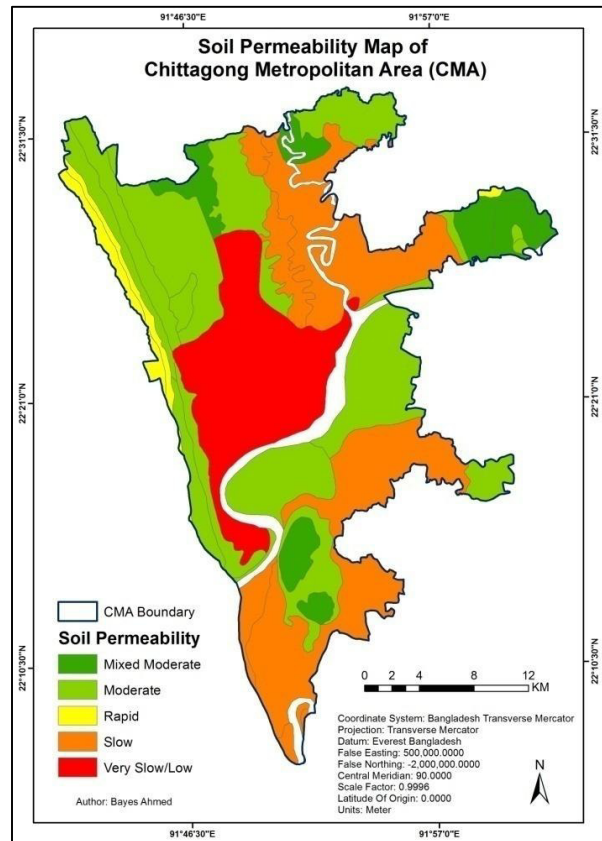 91°46'30"E
91°57'0"E
Soil Permeability Map of
Chittagong Metropolitan Area (CMA)
22°31'30"N
22°31'30"N
22°21'0"N
22°21'0"N
22°10'30"N
22°10'30"N
CMA Boundary
Soil Permeability
Mixed Moderate
Moderate
Rapid
Slow
Very Slow/Low
Author: Bayes Ahmed
0 2 4 8 12
KM
Coordinate System: Bangladesh Transverse Mercator
Projection: Transverse Mercator
Datum: Everest Bangladesh
False Easting: 500,000.0000
False Northing: -2,000,000.0000
Central Meridian: 90.0000
Scale Factor: 0.9996
Latitude Of Origin: 0.0000
Units: Meter
N
91°46'30"E
91°57'0"E